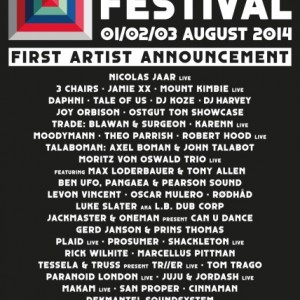 FESTIVAL
01/02/03 AUGUST 2014
FIRST ARTIST ANNOUNCEMENT
NICOLAS JAAR LIVE
3 CHAIRS · JAMIE XX · MOUNT KIMBIE LIVE
DAPHNI · TALE OF US · DJ KOZE · DJ HARVEY
JOY ORBISON · OSTGUT TON SHOWCASE
TRADE: BLAWAN & SURGEON · KARENN LIVE
MOODYMANN · THEO PARRISH · ROBERT HOOD LIVE
TALABOMAN: AXEL BOMAN & JOHN TALABOT
MORITZ VON OSWALD TRIO LIVE
FEATURING MAX LODERBAUER & TONY ALLEN
BEN UFO, PANGAEA & PEARSON SOUND
LEVON VINCENT · OSCAR MULERO · RØDHÅD
LUKE SLATER AKA L.B. DUB CORP
JACKMASTER & ONEMAN PRESENT CAN U DANCE
GERD JANSON & PRINS THOMAS
PLAID LIVE · PROSUMER · SHACKLETON LIVE
RICK WILHITE · MARCELLUS PITTMAN
TESSELA & TRUSS PRESENT TR//ER LIVE · TOM TRAGO
PARANOID LONDON LIVE · JUJU & JORDASH LIVE
MAKAM LIVE · SAN PROPER · CINNAMAN
DEKMANTEL SOUNDSYSTEM